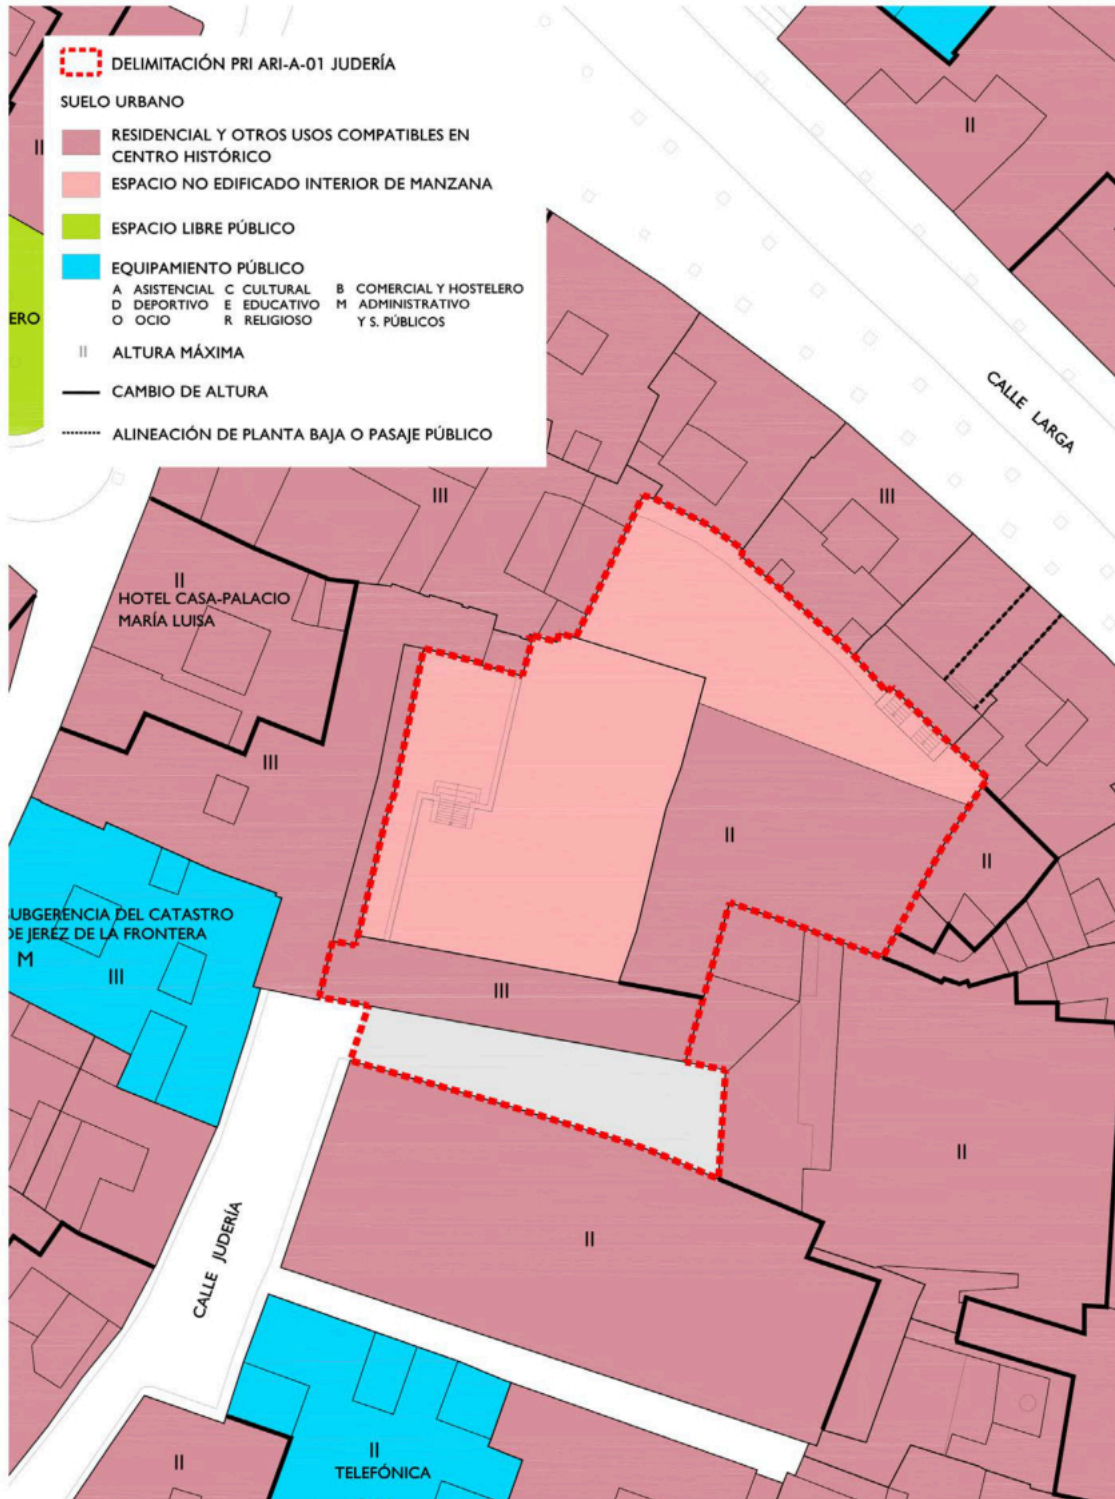 DELIMITACIÓN PRI ARI-A-01 JUDERÍA
SUELO URBANO
RESIDENCIAL Y OTROS USOS COMPATIBLES EN
CENTRO HISTÓRICO
ESPACIO NO EDIFICADO INTERIOR DE MANZANA
ESPACIO LIBRE PÚBLICO
EQUIPAMIENTO PÚBLICO
A ASISTENCIAL C CULTURAL B COMERCIAL Y HOSTELERO
D DEPORTIVO E EDUCATIVO M ADMINISTRATIVO
O OCIO R RELIGIOSO Y S. PÚBLICOS
II ALTURA MÁXIMA
CAMBIO DE ALTURA
ALINEACIÓN DE PLANTA BAJA O PASAJE PÚBLICO
II
II
ERO
CALLE LARGA
III
III
II
HOTEL CASA-PALACIO
MARÍA LUISA
III
II
II
SUBGERENCIA DEL CATASTRO
DE JERÉZ DE LA FRONTERA
M
III
III
II
II
CALLE JUDERÍA
II
II
TELEFÓNICA